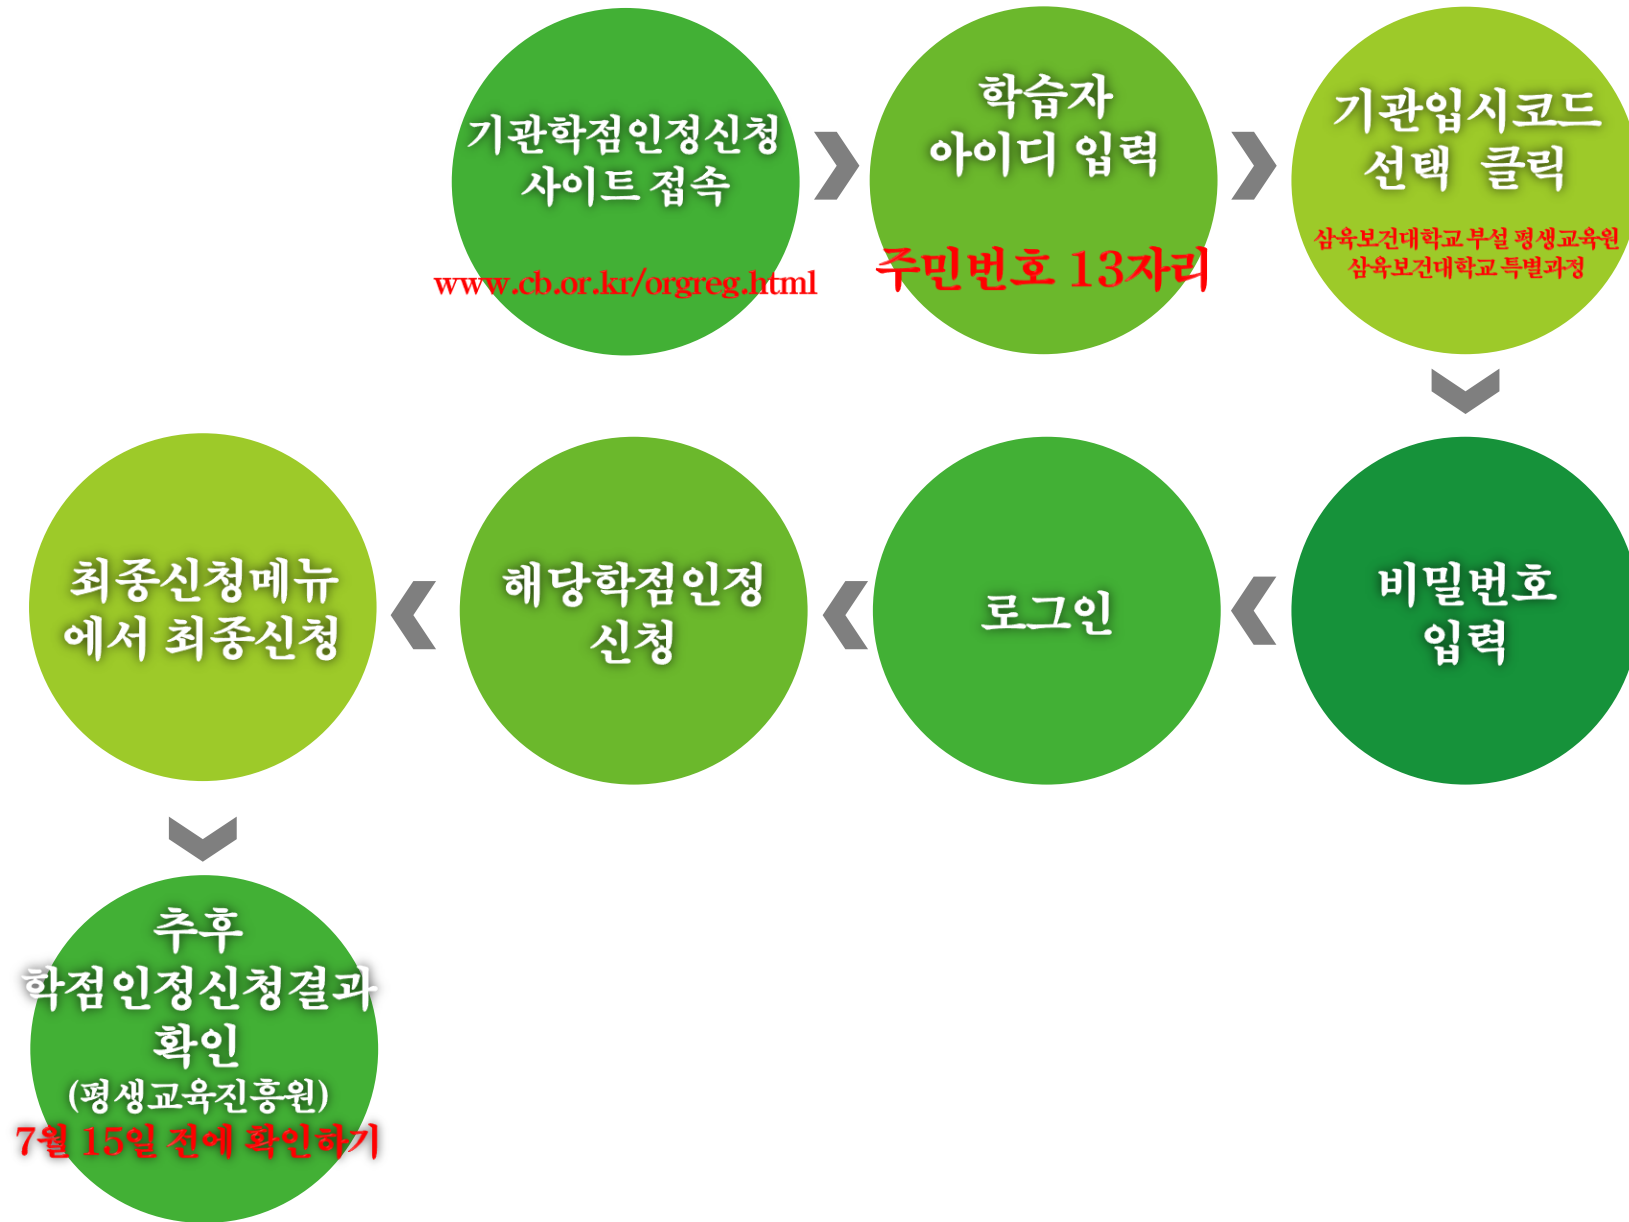 기관학점인정신청
사이트 접속
www.cb.or.kr/orgreg.html
학습자
아이디 입력
주민번호 13자리
기관입시코드
선택 클릭
삼육보건대학교 부설 평생교육원
삼육보건대학교 특별과정
비밀번호
입력
로그인
해당학점인정
신청
최종신청메뉴
에서 최종신청
추후
학점인정신청결과
확인
(평생교육진흥원)
7월 15일 전에 확인하기